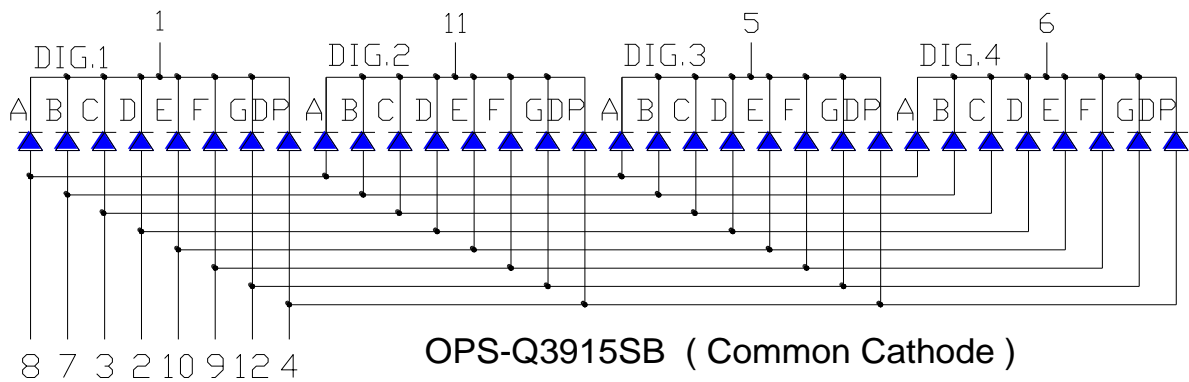 1 11 5 6
DIG.1 DIG.2 DIG.3 DIG.4
A B C D E F G DP A B C D E F G DP A B C D E F G DP A B C D E F G DP
8 7 3 2 10 9 12 4
OPS-Q3915SB ( Common Cathode )